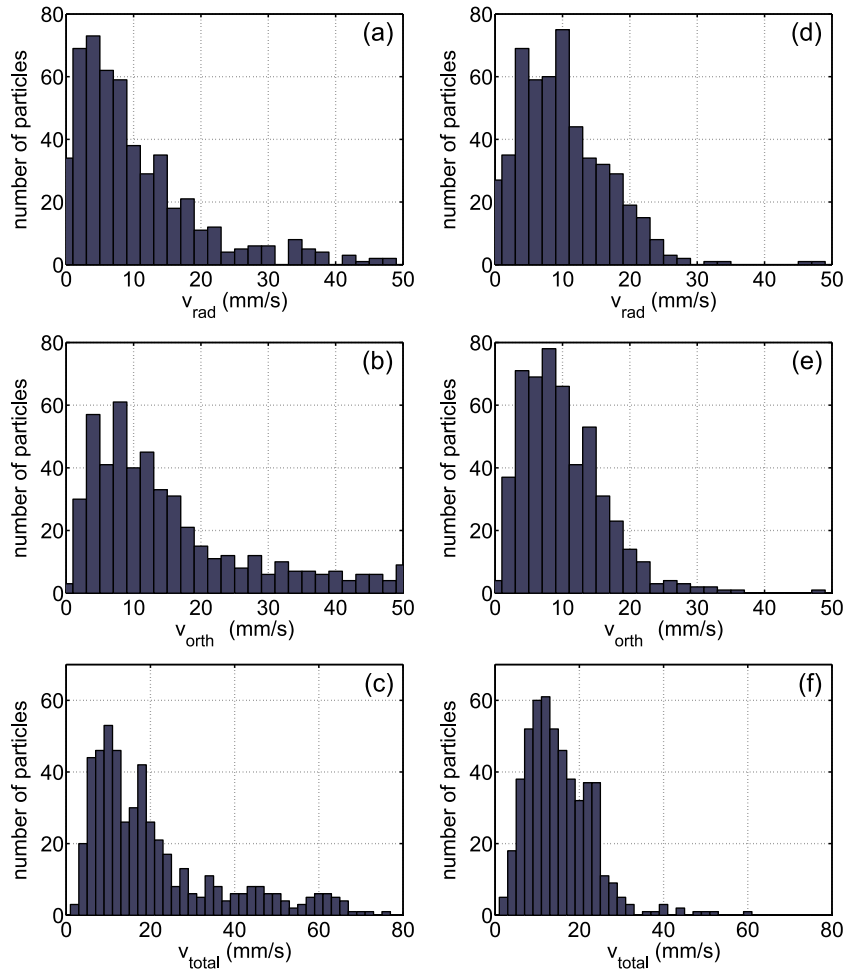 (a)
number of particles
80
60
40
20
0
0 10 20 30 40 50
v_rad (mm/s)
(d)
number of particles
80
60
40
20
0
0 10 20 30 40 50
v_rad (mm/s)
(b)
number of particles
80
60
40
20
0
0 10 20 30 40 50
v_orth (mm/s)
(e)
number of particles
80
60
40
20
0
0 10 20 30 40 50
v_orth (mm/s)
(c)
number of particles
60
40
20
0
0 20 40 60 80
v_total (mm/s)
(f)
number of particles
60
40
20
0
0 20 40 60 80
v_total (mm/s)